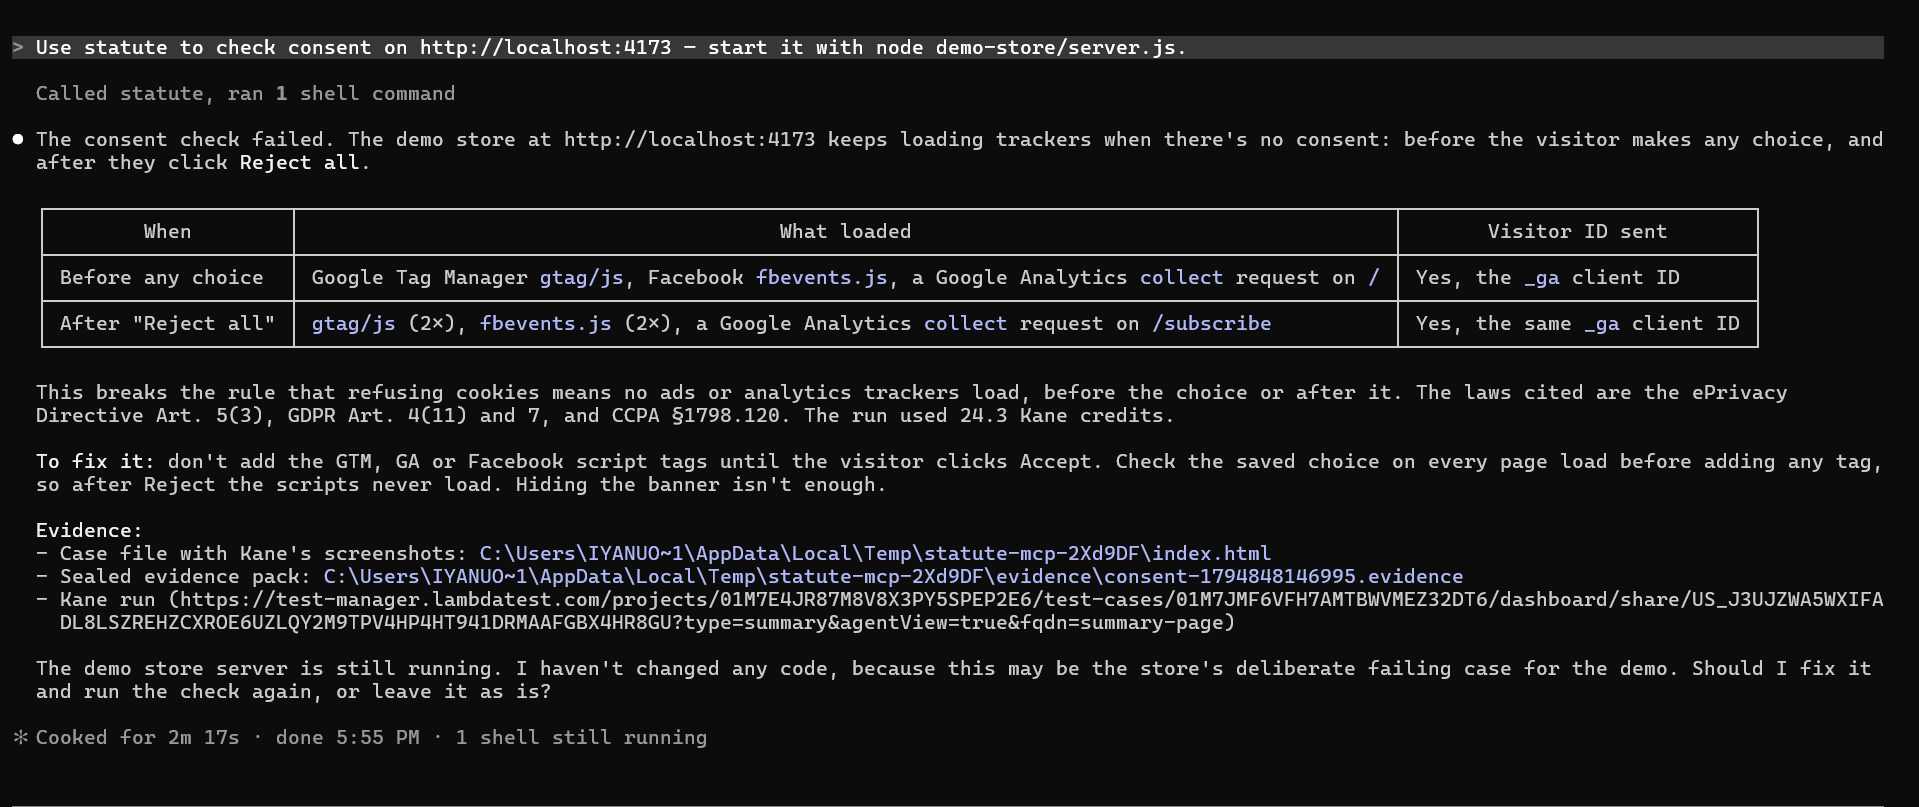 > Use statute to check consent on http://localhost:4173 — start it with node demo-store/server.js.
Called statute, ran 1 shell command
● The consent check failed. The demo store at http://localhost:4173 keeps loading trackers when there's no consent: before the visitor makes any choice, and
after they click Reject all.
When | What loaded | Visitor ID sent
Before any choice | Google Tag Manager gtag/js, Facebook fbevents.js, a Google Analytics collect request on / | Yes, the _ga client ID
After "Reject all" | gtag/js (2×), fbevents.js (2×), a Google Analytics collect request on /subscribe | Yes, the same _ga client ID
This breaks the rule that refusing cookies means no ads or analytics trackers load, before the choice or after it. The laws cited are the ePrivacy
Directive Art. 5(3), GDPR Art. 4(11) and 7, and CCPA §1798.120. The run used 24.3 Kane credits.
To fix it: don't add the GTM, GA or Facebook script tags until the visitor clicks Accept. Check the saved choice on every page load before adding any tag,
so after Reject the scripts never load. Hiding the banner isn't enough.
Evidence:
- Case file with Kane's screenshots: C:\Users\IYANUO~1\AppData\Local\Temp\statute-mcp-2Xd9DF\index.html
- Sealed evidence pack: C:\Users\IYANUO~1\AppData\Local\Temp\statute-mcp-2Xd9DF\evidence\consent-1794848146995.evidence
- Kane run (https://test-manager.lambdatest.com/projects/01M7E4JR87M8V8X3PY5SPEP2E6/test-cases/01M7JMF6VFH7AMTBWVMEZ32DT6/dashboard/share/US_J3UJZWA5WXIFA
DL8LSZREHZCXROE6UZLQY2M9TPV4HP4HT941DRMAAFGBX4HR8GU?type=summary&agentView=true&fqdn=summary-page)
The demo store server is still running. I haven't changed any code, because this may be the store's deliberate failing case for the demo. Should I fix it
and run the check again, or leave it as is?
✻ Cooked for 2m 17s · done 5:55 PM · 1 shell still running